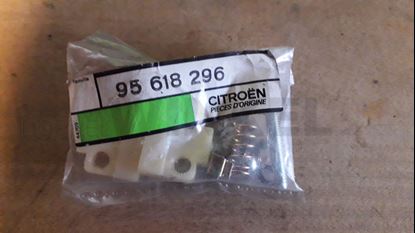 95 618 296
CITROËN
PIECES D'ORIGINE